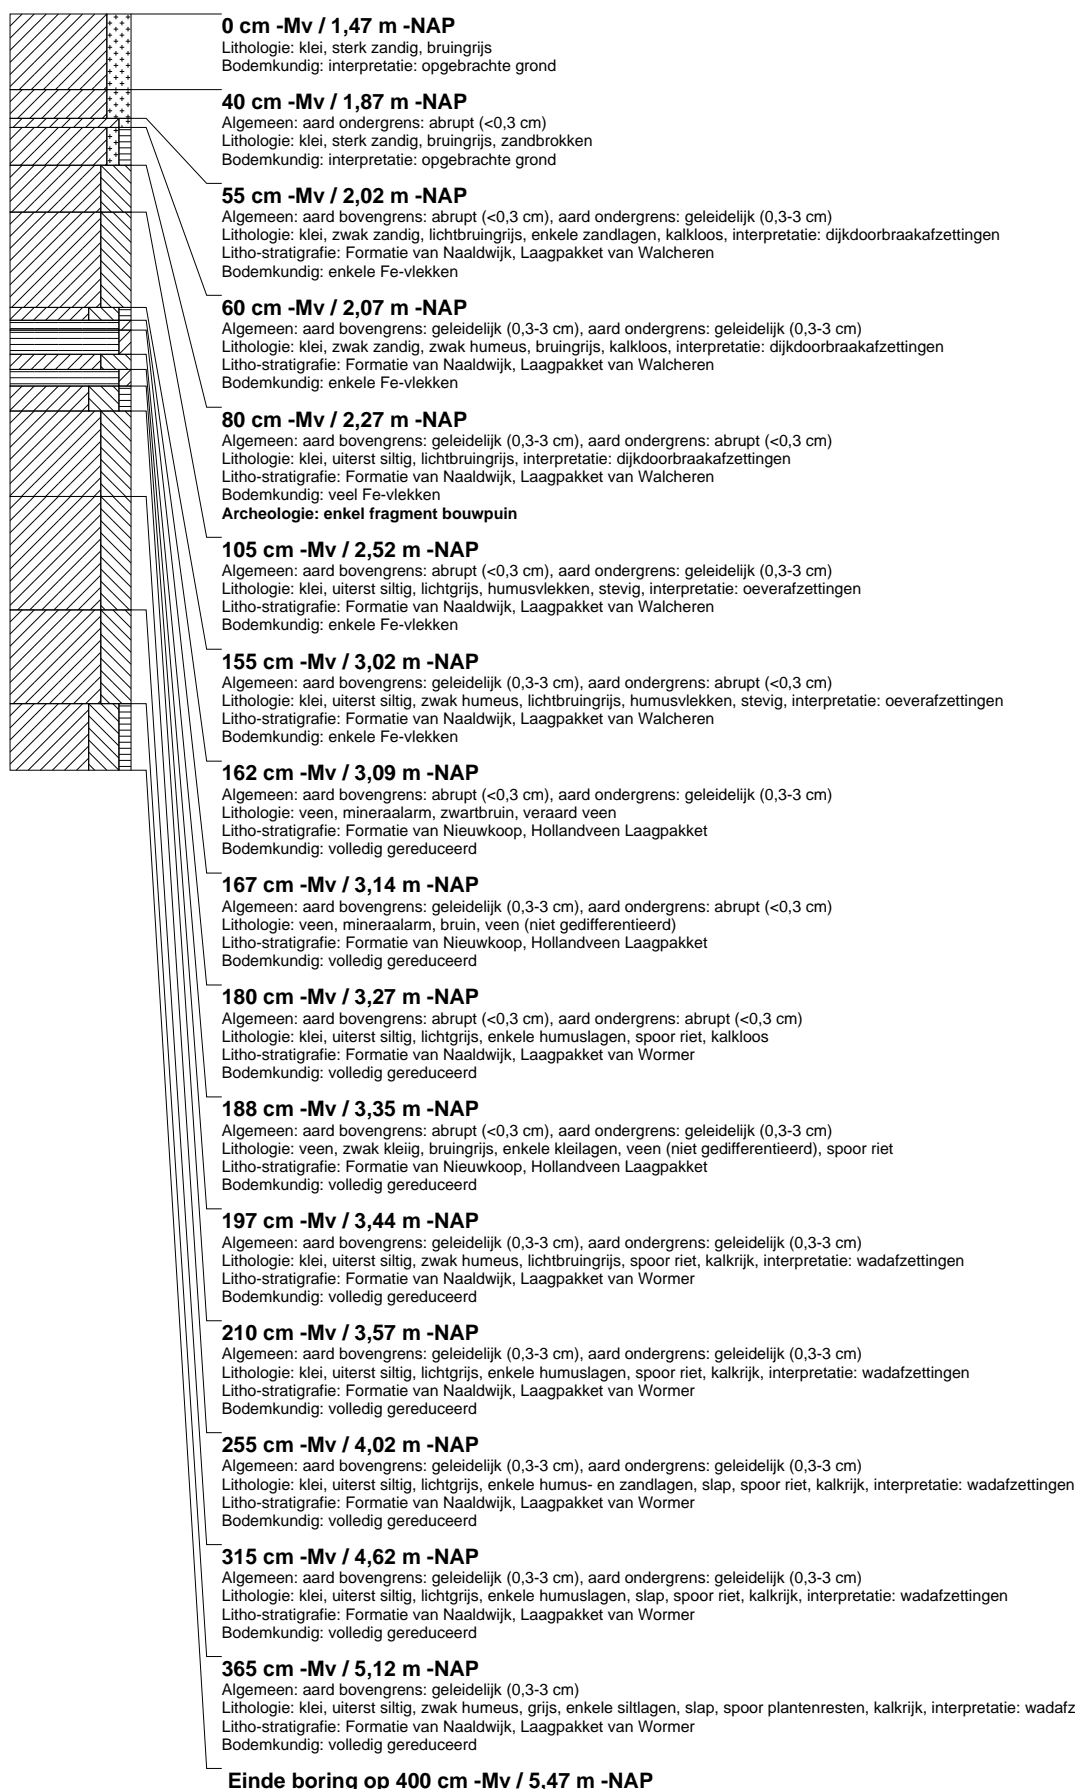 0 cm -Mv / 1,47 m -NAP
Lithologie: klei, sterk zandig, bruingrijs
Bodemkundig: interpretatie: opgebrachte grond
40 cm -Mv / 1,87 m -NAP
Algemeen: aard ondergrens: abrupt (<0,3 cm)
Lithologie: klei, sterk zandig, bruingrijs, zandbrokken
Bodemkundig: interpretatie: opgebrachte grond
55 cm -Mv / 2,02 m -NAP
Algemeen: aard bovengrens: abrupt (<0,3 cm), aard ondergrens: geleidelijk (0,3-3 cm)
Lithologie: klei, zwak zandig, lichtbruingrijs, enkele zandlagen, kalkloos, interpretatie: dijkdoorbraakafzettingen
Litho-stratigrafie: Formatie van Naaldwijk, Laagpakket van Walcheren
Bodemkundig: enkele Fe-vlekken
60 cm -Mv / 2,07 m -NAP
Algemeen: aard bovengrens: geleidelijk (0,3-3 cm), aard ondergrens: geleidelijk (0,3-3 cm)
Lithologie: klei, zwak zandig, zwak humeus, bruingrijs, kalkloos, interpretatie: dijkdoorbraakafzettingen
Litho-stratigrafie: Formatie van Naaldwijk, Laagpakket van Walcheren
Bodemkundig: enkele Fe-vlekken
80 cm -Mv / 2,27 m -NAP
Algemeen: aard bovengrens: geleidelijk (0,3-3 cm), aard ondergrens: abrupt (<0,3 cm)
Lithologie: klei, uiterst siltig, lichtbruingrijs, interpretatie: dijkdoorbraakafzettingen
Litho-stratigrafie: Formatie van Naaldwijk, Laagpakket van Walcheren
Bodemkundig: veel Fe-vlekken
Archeologie: enkel fragment bouwpuin
105 cm -Mv / 2,52 m -NAP
Algemeen: aard bovengrens: abrupt (<0,3 cm), aard ondergrens: geleidelijk (0,3-3 cm)
Lithologie: klei, uiterst siltig, lichtgrijs, humusvlekken, stevig, interpretatie: oeverafzettingen
Litho-stratigrafie: Formatie van Naaldwijk, Laagpakket van Walcheren
Bodemkundig: enkele Fe-vlekken
155 cm -Mv / 3,02 m -NAP
Algemeen: aard bovengrens: geleidelijk (0,3-3 cm), aard ondergrens: abrupt (<0,3 cm)
Lithologie: klei, uiterst siltig, zwak humeus, lichtbruingrijs, humusvlekken, stevig, interpretatie: oeverafzettingen
Litho-stratigrafie: Formatie van Naaldwijk, Laagpakket van Walcheren
Bodemkundig: enkele Fe-vlekken
162 cm -Mv / 3,09 m -NAP
Algemeen: aard bovengrens: abrupt (<0,3 cm), aard ondergrens: geleidelijk (0,3-3 cm)
Lithologie: veen, mineraalarm, zwartbruin, veraard veen
Litho-stratigrafie: Formatie van Nieuwkoop, Hollandveen Laagpakket
Bodemkundig: volledig gereduceerd
167 cm -Mv / 3,14 m -NAP
Algemeen: aard bovengrens: geleidelijk (0,3-3 cm), aard ondergrens: abrupt (<0,3 cm)
Lithologie: veen, mineraalarm, bruin, veen (niet gedifferentieerd)
Litho-stratigrafie: Formatie van Nieuwkoop, Hollandveen Laagpakket
Bodemkundig: volledig gereduceerd
180 cm -Mv / 3,27 m -NAP
Algemeen: aard bovengrens: abrupt (<0,3 cm), aard ondergrens: abrupt (<0,3 cm)
Lithologie: klei, uiterst siltig, lichtgrijs, enkele humuslagen, spoor riet, kalkloos
Litho-stratigrafie: Formatie van Naaldwijk, Laagpakket van Wormer
Bodemkundig: volledig gereduceerd
188 cm -Mv / 3,35 m -NAP
Algemeen: aard bovengrens: abrupt (<0,3 cm), aard ondergrens: geleidelijk (0,3-3 cm)
Lithologie: veen, zwak kleiig, bruingrijs, enkele kleilagen, veen (niet gedifferentieerd), spoor riet
Litho-stratigrafie: Formatie van Nieuwkoop, Hollandveen Laagpakket
Bodemkundig: volledig gereduceerd
197 cm -Mv / 3,44 m -NAP
Algemeen: aard bovengrens: geleidelijk (0,3-3 cm), aard ondergrens: geleidelijk (0,3-3 cm)
Lithologie: klei, uiterst siltig, zwak humeus, lichtbruingrijs, spoor riet, kalkrijk, interpretatie: wadafzettingen
Litho-stratigrafie: Formatie van Naaldwijk, Laagpakket van Wormer
Bodemkundig: volledig gereduceerd
210 cm -Mv / 3,57 m -NAP
Algemeen: aard bovengrens: geleidelijk (0,3-3 cm), aard ondergrens: geleidelijk (0,3-3 cm)
Lithologie: klei, uiterst siltig, lichtgrijs, enkele humuslagen, spoor riet, kalkrijk, interpretatie: wadafzettingen
Litho-stratigrafie: Formatie van Naaldwijk, Laagpakket van Wormer
Bodemkundig: volledig gereduceerd
255 cm -Mv / 4,02 m -NAP
Algemeen: aard bovengrens: geleidelijk (0,3-3 cm), aard ondergrens: geleidelijk (0,3-3 cm)
Lithologie: klei, uiterst siltig, lichtgrijs, enkele humus- en zandlagen, slap, spoor riet, kalkrijk, interpretatie: wadafzettingen
Litho-stratigrafie: Formatie van Naaldwijk, Laagpakket van Wormer
Bodemkundig: volledig gereduceerd
315 cm -Mv / 4,62 m -NAP
Algemeen: aard bovengrens: geleidelijk (0,3-3 cm), aard ondergrens: geleidelijk (0,3-3 cm)
Lithologie: klei, uiterst siltig, lichtgrijs, enkele humuslagen, slap, spoor riet, kalkrijk, interpretatie: wadafzettingen
Litho-stratigrafie: Formatie van Naaldwijk, Laagpakket van Wormer
Bodemkundig: volledig gereduceerd
365 cm -Mv / 5,12 m -NAP
Algemeen: aard bovengrens: geleidelijk (0,3-3 cm)
Lithologie: klei, uiterst siltig, zwak humeus, grijs, enkele siltlagen, slap, spoor plantenresten, kalkrijk, interpretatie: wadafz
Litho-stratigrafie: Formatie van Naaldwijk, Laagpakket van Wormer
Bodemkundig: volledig gereduceerd
Einde boring op 400 cm -Mv / 5,47 m -NAP